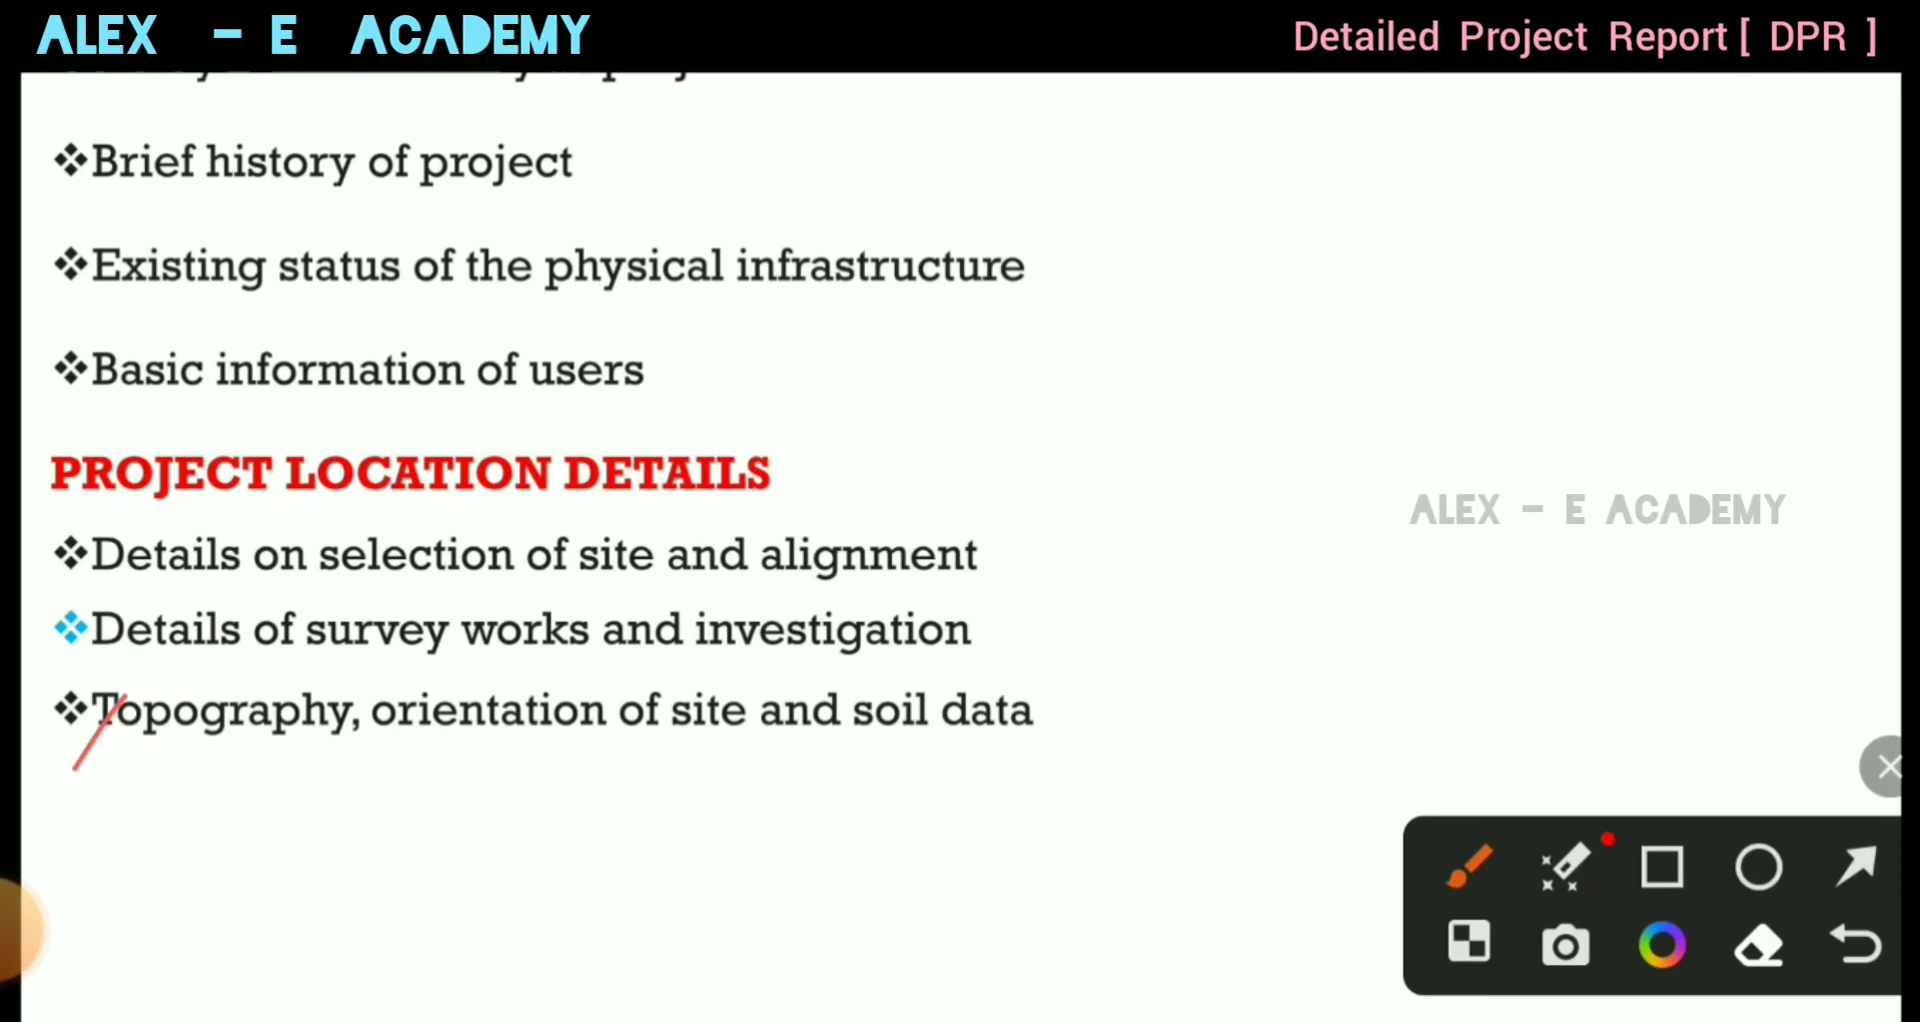 ALEX - E ACADEMY
Detailed Project Report [ DPR ]
❖Brief history of project
❖Existing status of the physical infrastructure
❖Basic information of users
PROJECT LOCATION DETAILS
ALEX - E ACADEMY
❖Details on selection of site and alignment
❖Details of survey works and investigation
❖Topography, orientation of site and soil data